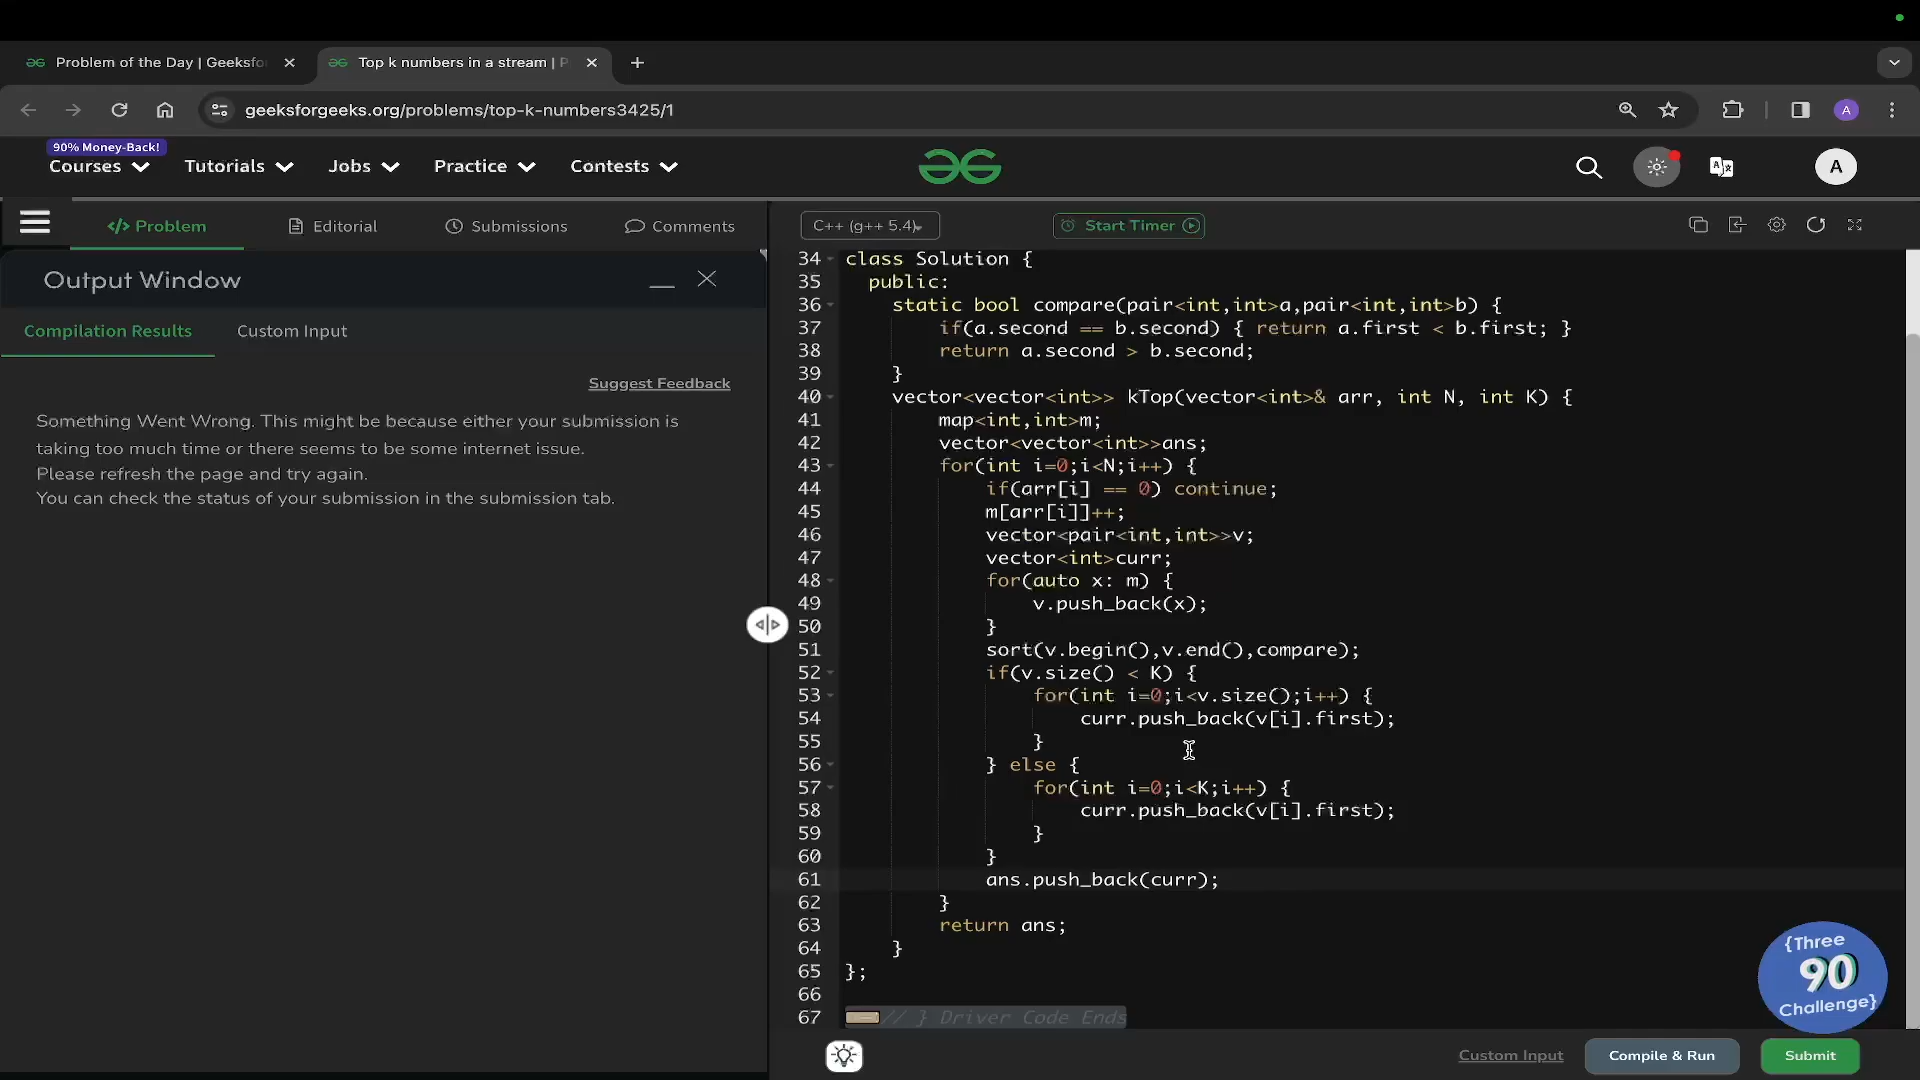 Problem of the Day | Geeksfo
Top k numbers in a stream | P
geeksforgeeks.org/problems/top-k-numbers3425/1
A
90% Money-Back!
Courses
Tutorials
Jobs
Practice
Contests
A
</> Problem
Editorial
Submissions
Comments
C++ (g++ 5.4)
Start Timer
Output Window
Compilation Results
Custom Input
Suggest Feedback
Something Went Wrong. This might be because either your submission is
taking too much time or there seems to be some internet issue.
Please refresh the page and try again.
You can check the status of your submission in the submission tab.
34 class Solution {
35 public:
36 static bool compare(pair<int,int>a,pair<int,int>b) {
37 if(a.second == b.second) { return a.first < b.first; }
38 return a.second > b.second;
39 }
40 vector<vector<int>> kTop(vector<int>& arr, int N, int K) {
41 map<int,int>m;
42 vector<vector<int>>ans;
43 for(int i=0;i<N;i++) {
44 if(arr[i] == 0) continue;
45 m[arr[i]]++;
46 vector<pair<int,int>>v;
47 vector<int>curr;
48 for(auto x: m) {
49 v.push_back(x);
50 }
51 sort(v.begin(),v.end(),compare);
52 if(v.size() < K) {
53 for(int i=0;i<v.size();i++) {
54 curr.push_back(v[i].first);
55 }
56 } else {
57 for(int i=0;i<K;i++) {
58 curr.push_back(v[i].first);
59 }
60 }
61 ans.push_back(curr);
62 }
63 return ans;
64 }
65 };
66
67 // } Driver Code Ends
{Three
90
Challenge}
Custom Input
Compile & Run
Submit